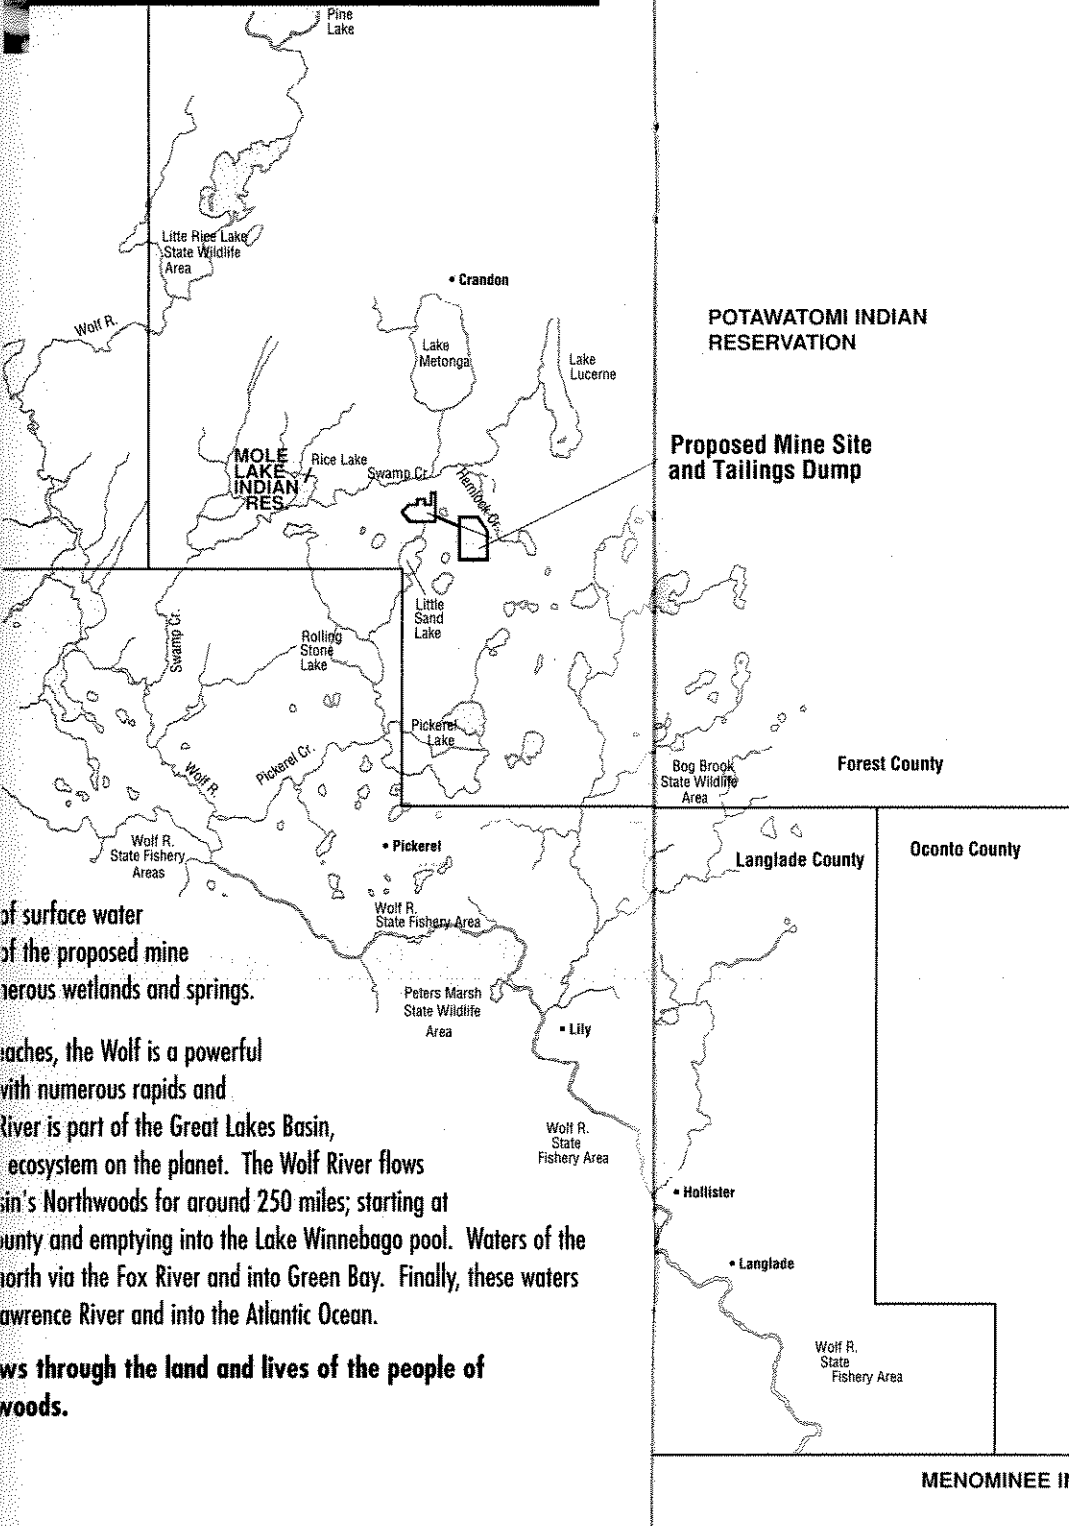 Pine
Lake
Litte Rice Lake
State Wildlife
Area
Wolf R.
Crandon
Lake
Metonga
Lake
Lucerne
POTAWATOMI INDIAN
RESERVATION
Proposed Mine Site
and Tailings Dump
MOLE
LAKE
INDIAN
RES.
Rice Lake
Swamp Cr.
Hemlock Cr.
Little
Sand
Lake
Swamp Cr.
Rolling
Stone
Lake
Pickerel
Lake
Wolf R.
Pickerel Cr.
Bog Brook
State Wildlife
Area
Forest County
Langlade County
Oconto County
Wolf R.
State Fishery
Areas
Pickerel
Wolf R.
State Fishery Area
Peters Marsh
State Wildlife
Area
Lily
Wolf R.
State
Fishery Area
Hollister
Langlade
Wolf R.
State
Fishery Area
MENOMINEE I
of surface water
of the proposed mine
erous wetlands and springs.
eaches, the Wolf is a powerful
with numerous rapids and
River is part of the Great Lakes Basin,
ecosystem on the planet. The Wolf River flows
sin's Northwoods for around 250 miles; starting at
ounty and emptying into the Lake Winnebago pool. Waters of the
north via the Fox River and into Green Bay. Finally, these waters
awrence River and into the Atlantic Ocean.
ws through the land and lives of the people of
woods.